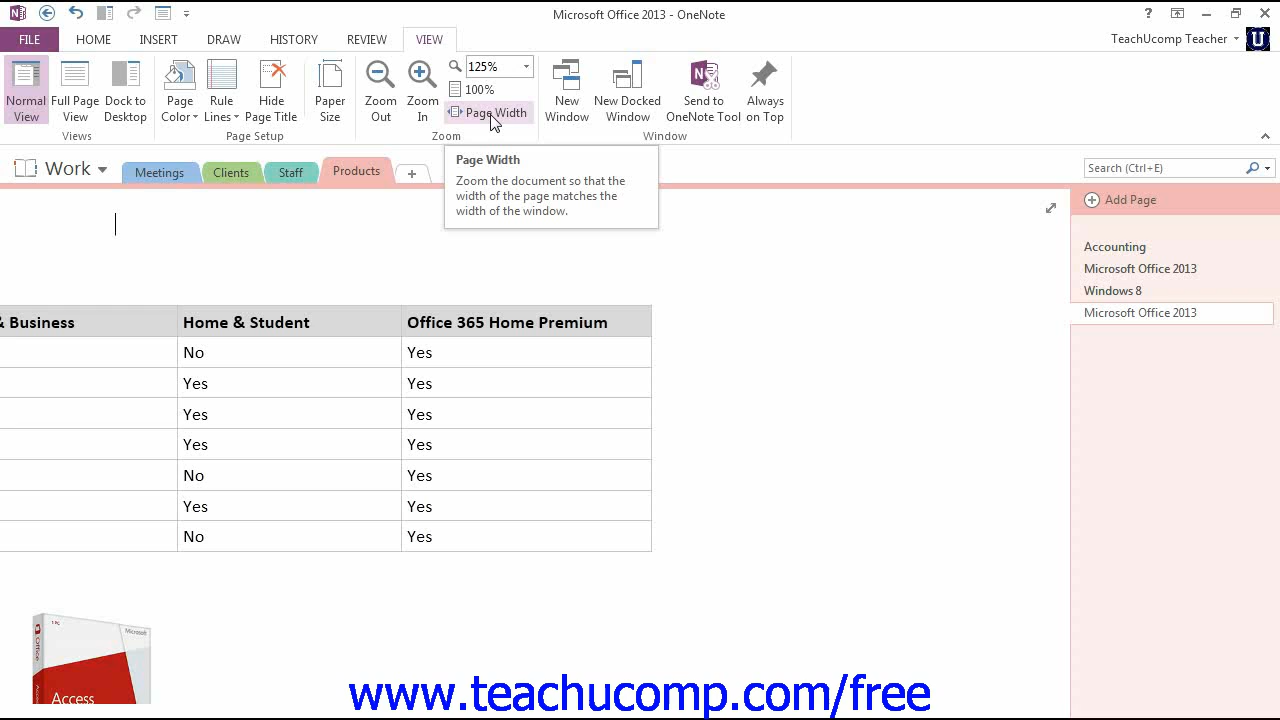 Microsoft Office 2013 - OneNote
?
FILE HOME INSERT DRAW HISTORY REVIEW VIEW
TeachUcomp Teacher
U
Normal View
Full Page View
Dock to Desktop
Views
Page Color
Rule Lines
Hide Page Title
Page Setup
Paper Size
Zoom Out
Zoom In
125%
100%
Page Width
Zoom
New Window
New Docked Window
Send to OneNote Tool
Always on Top
Window
Page Width
Zoom the document so that the
width of the page matches the
width of the window.
Work Meetings Clients Staff Products +
Search (Ctrl+E)
Add Page
Accounting
Microsoft Office 2013
Windows 8
Microsoft Office 2013
& Business Home & Student Office 365 Home Premium
No Yes
Yes Yes
Yes Yes
Yes Yes
No Yes
Yes Yes
No Yes
1 PC
Microsoft
Office
Access
Access
www.teachucomp.com/free